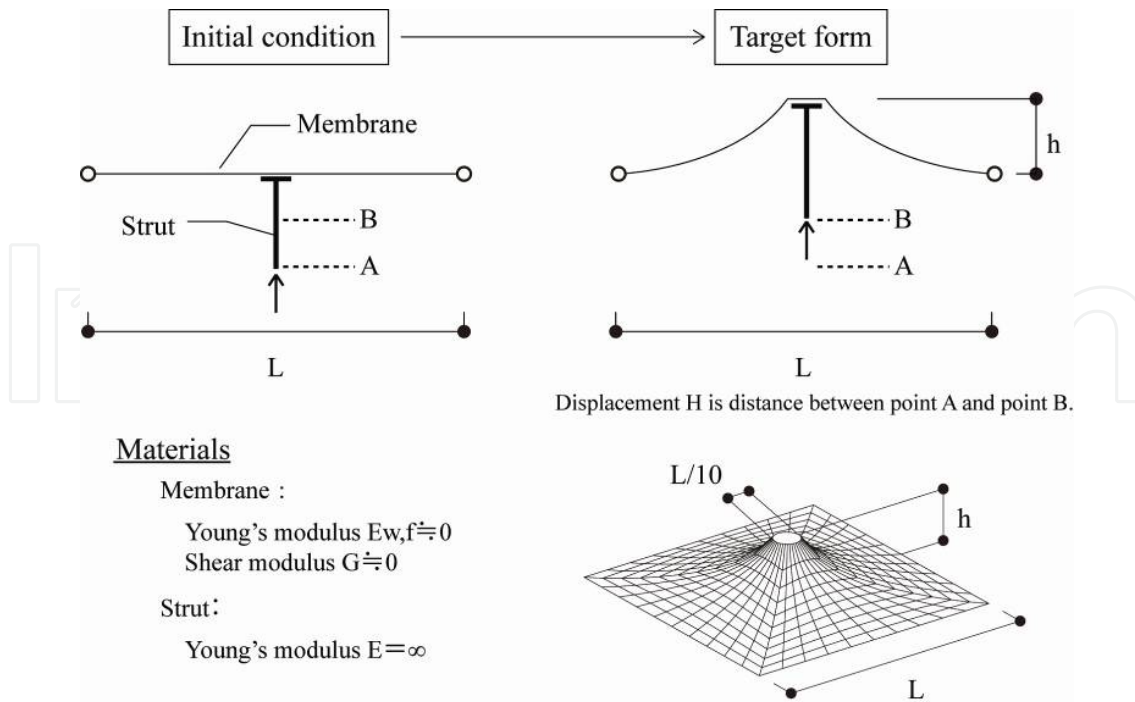 Initial condition
Target form
Membrane
Strut
B
A
L
h
B
A
L
Displacement H is distance between point A and point B.
Materials
Membrane :
Young's modulus Ew,f≒0
Shear modulus G≒0
Strut:
Young's modulus E=∞
L/10
h
L